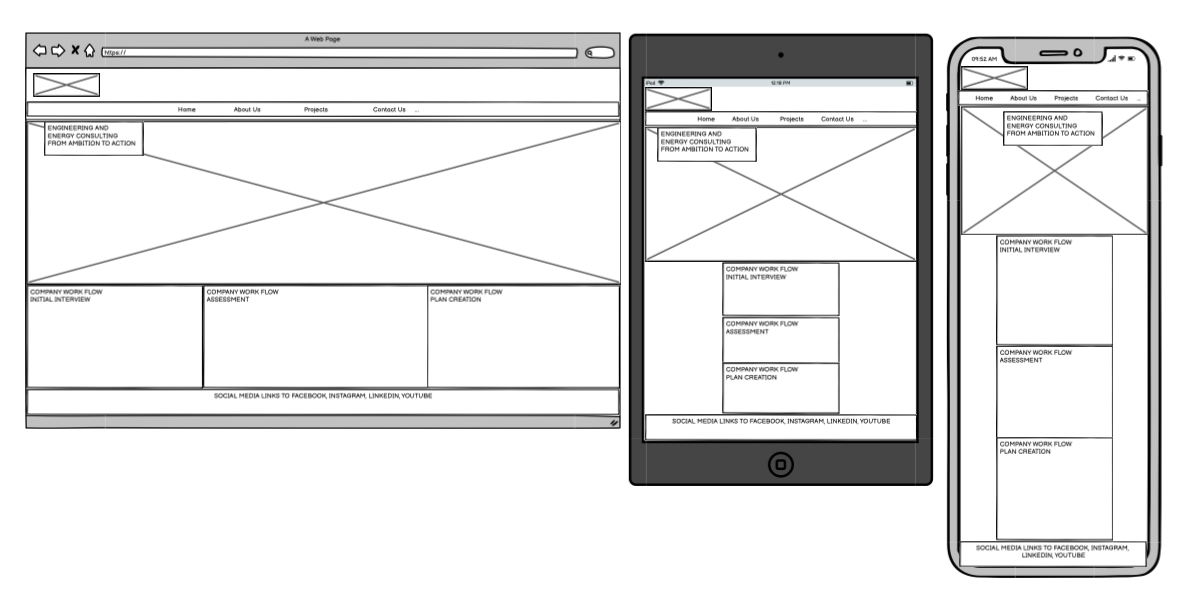 A Web Page
https://
Home About Us Projects Contact Us ...
ENGINEERING AND
ENERGY CONSULTING
FROM AMBITION TO ACTION
COMPANY WORK FLOW
INITIAL INTERVIEW
COMPANY WORK FLOW
ASSESSMENT
COMPANY WORK FLOW
PLAN CREATION
SOCIAL MEDIA LINKS TO FACEBOOK, INSTAGRAM, LINKEDIN, YOUTUBE
iPod 12:18 PM
Home About Us Projects Contact Us ...
ENGINEERING AND
ENERGY CONSULTING
FROM AMBITION TO ACTION
COMPANY WORK FLOW
INITIAL INTERVIEW
COMPANY WORK FLOW
ASSESSMENT
COMPANY WORK FLOW
PLAN CREATION
SOCIAL MEDIA LINKS TO FACEBOOK, INSTAGRAM, LINKEDIN, YOUTUBE
09:52 AM
Home About Us Projects Contact Us ...
ENGINEERING AND
ENERGY CONSULTING
FROM AMBITION TO ACTION
COMPANY WORK FLOW
INITIAL INTERVIEW
COMPANY WORK FLOW
ASSESSMENT
COMPANY WORK FLOW
PLAN CREATION
SOCIAL MEDIA LINKS TO FACEBOOK, INSTAGRAM,
LINKEDIN, YOUTUBE